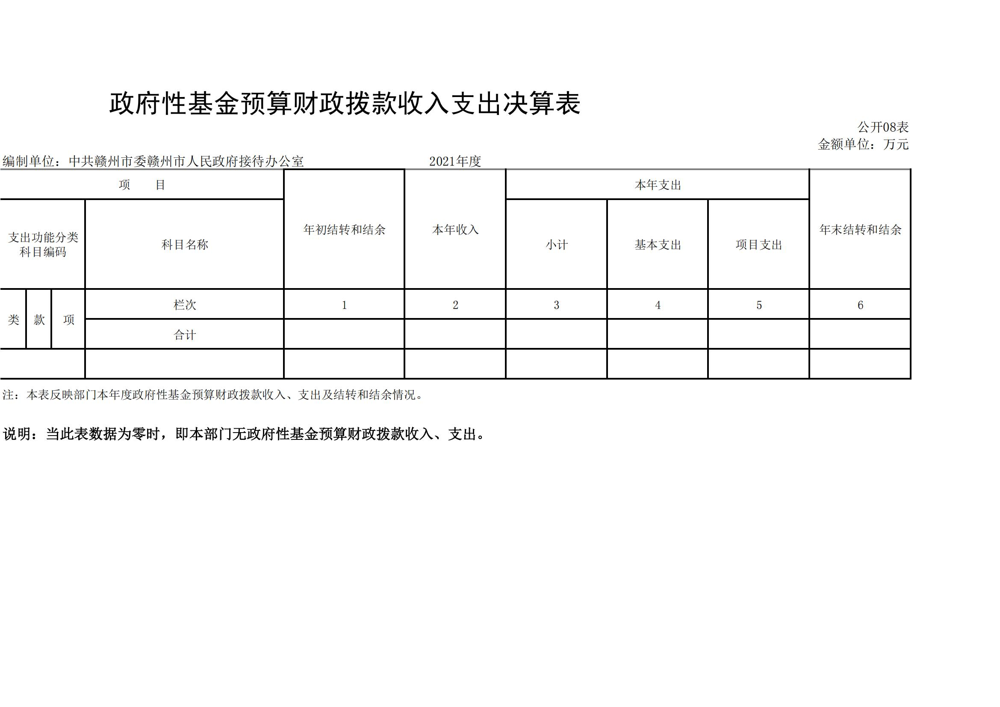 政府性基金预算财政拨款收入支出决算表
公开08表
金额单位：万元
编制单位：中共赣州市委赣州市人民政府接待办公室 2021年度
项 目 年初结转和结余 本年收入 本年支出 年末结转和结余
支出功能分类
科目编码
科目名称 小计 基本支出 项目支出
类 款 项 栏次 1 2 3 4 5 6
合计
注：本表反映部门本年度政府性基金预算财政拨款收入、支出及结转和结余情况。
说明：当此表数据为零时，即本部门无政府性基金预算财政拨款收入、支出。